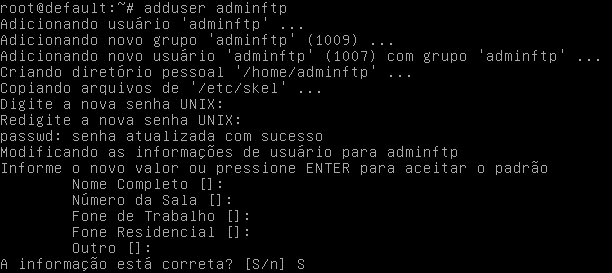 root@default:~# adduser adminftp
Adicionando usuário 'adminftp' ...
Adicionando novo grupo 'adminftp' (1009) ...
Adicionando novo usuário 'adminftp' (1007) com grupo 'adminftp' ...
Criando diretório pessoal '/home/adminftp' ...
Copiando arquivos de '/etc/skel' ...
Digite a nova senha UNIX:
Redigite a nova senha UNIX:
passwd: senha atualizada com sucesso
Modificando as informações de usuário para adminftp
Informe o novo valor ou pressione ENTER para aceitar o padrão
Nome Completo []:
Número da Sala []:
Fone de Trabalho []:
Fone Residencial []:
Outro []:
A informação está correta? [S/n] S